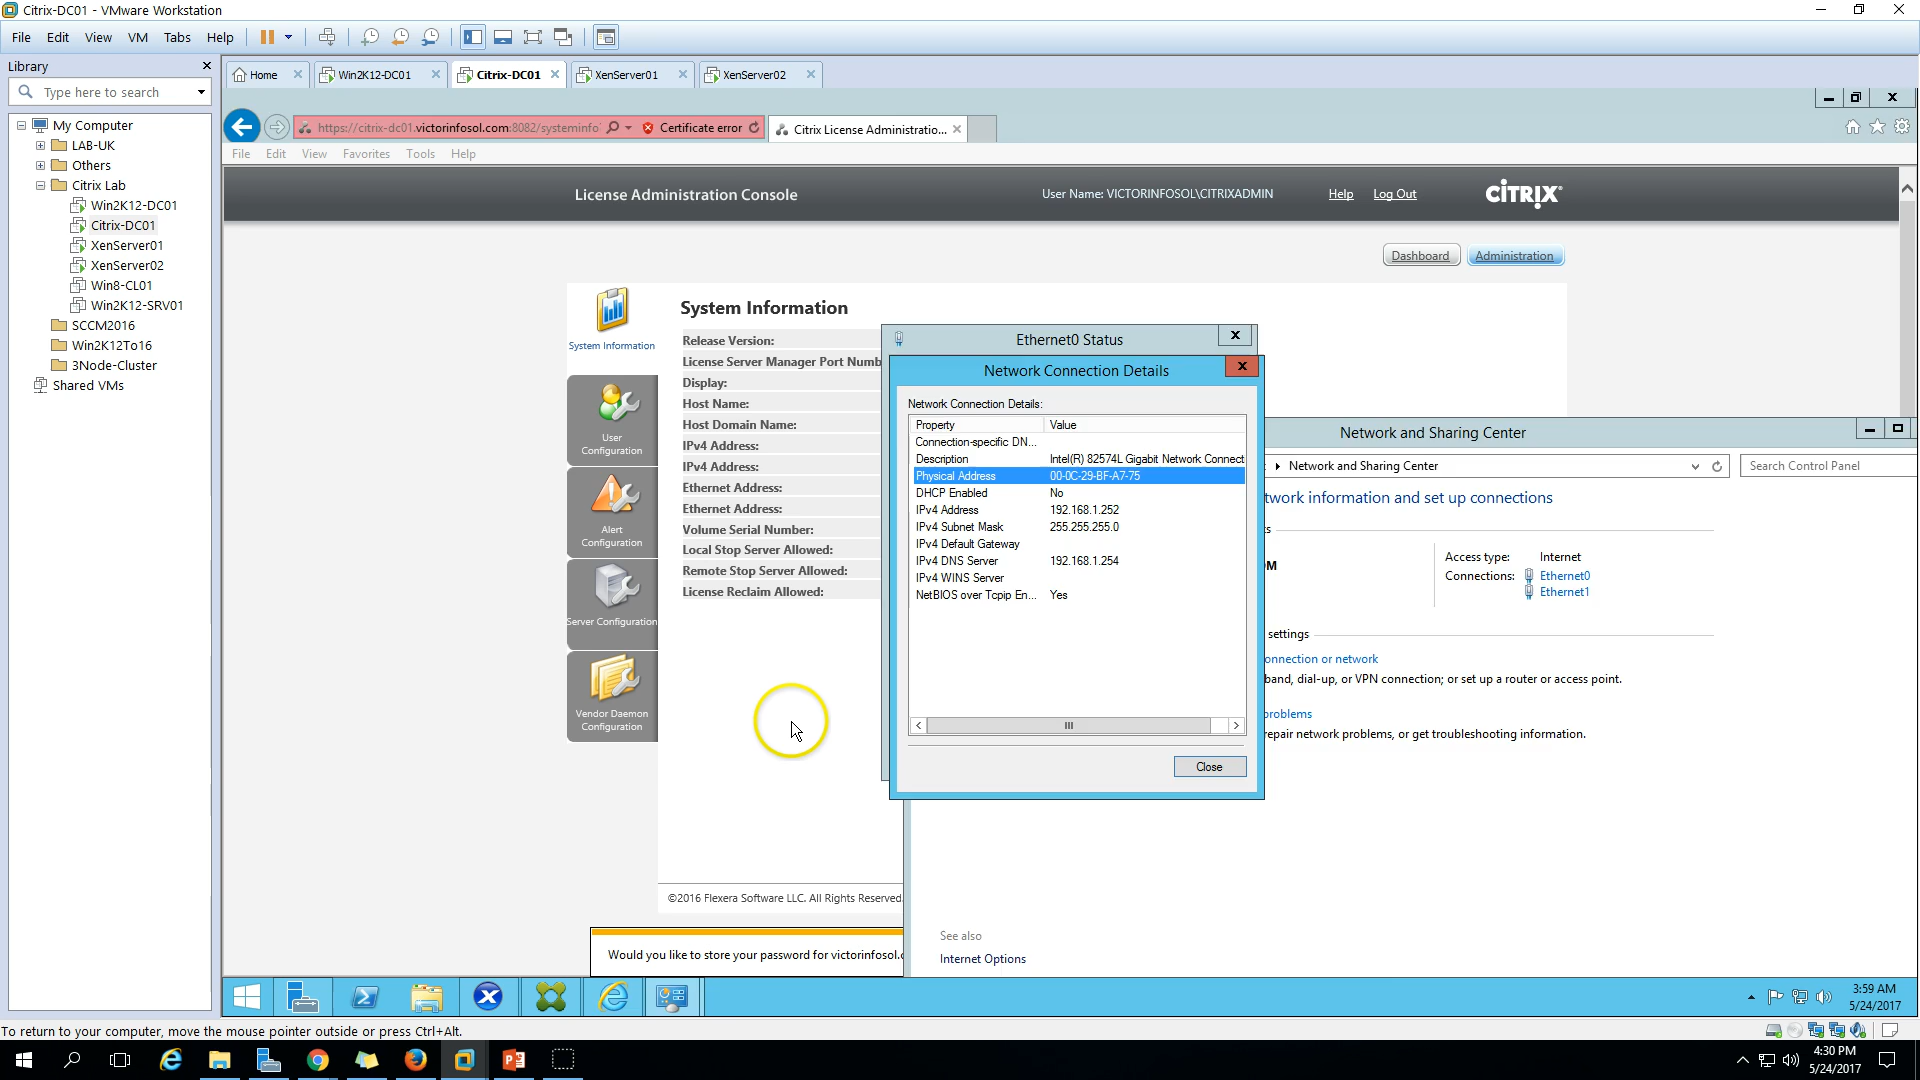 Citrix-DC01 - VMware Workstation
File Edit View VM Tabs Help
Library
Type here to search
My Computer
LAB-UK
Others
Citrix Lab
Win2K12-DC01
Citrix-DC01
XenServer01
XenServer02
Win8-CL01
Win2K12-SRV01
SCCM2016
Win2K12To16
3Node-Cluster
Shared VMs
Home Win2K12-DC01 Citrix-DC01 XenServer01 XenServer02
https://citrix-dc01.victorinfosol.com:8082/systeminfo Certificate error Citrix License Administratio...
File Edit View Favorites Tools Help
License Administration Console User Name: VICTORINFOSOL\CITRIXADMIN Help Log Out CITRIX
Dashboard Administration
System Information
User Configuration
Alert Configuration
Server Configuration
Vendor Daemon Configuration
System Information
Release Version:
License Server Manager Port Numb
Display:
Host Name:
Host Domain Name:
IPv4 Address:
IPv4 Address:
Ethernet Address:
Ethernet Address:
Volume Serial Number:
Local Stop Server Allowed:
Remote Stop Server Allowed:
License Reclaim Allowed:
©2016 Flexera Software LLC. All Rights Reserved.
Would you like to store your password for victorinfosol.c
Ethernet0 Status
Network Connection Details
Network Connection Details:
Property Value
Connection-specific DN...
Description Intel(R) 82574L Gigabit Network Connect
Physical Address 00-0C-29-BF-A7-75
DHCP Enabled No
IPv4 Address 192.168.1.252
IPv4 Subnet Mask 255.255.255.0
IPv4 Default Gateway
IPv4 DNS Server 192.168.1.254
IPv4 WINS Server
NetBIOS over Tcpip En... Yes
Close
Network and Sharing Center
Network and Sharing Center Search Control Panel
twork information and set up connections
ts
OM
Access type: Internet
Connections: Ethernet0
Ethernet1
settings
onnection or network
band, dial-up, or VPN connection; or set up a router or access point.
problems
repair network problems, or get troubleshooting information.
See also
Internet Options
3:59 AM
5/24/2017
To return to your computer, move the mouse pointer outside or press Ctrl+Alt.
4:30 PM
5/24/2017